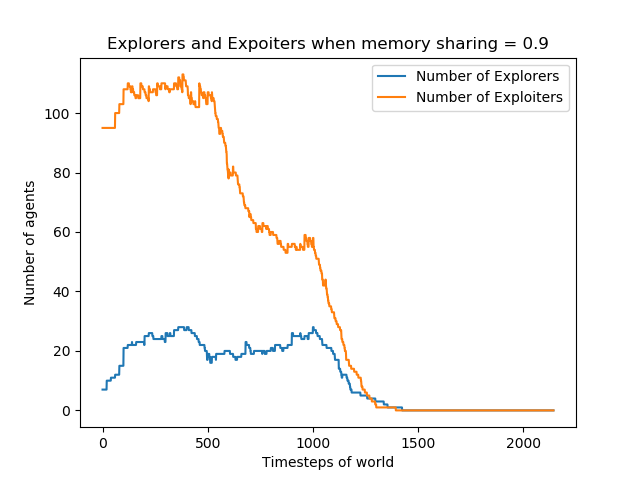 Explorers and Expoiters when memory sharing = 0.9
Number of Explorers
Number of Exploiters
Number of agents
100
80
60
40
20
0
0 500 1000 1500 2000
Timesteps of world